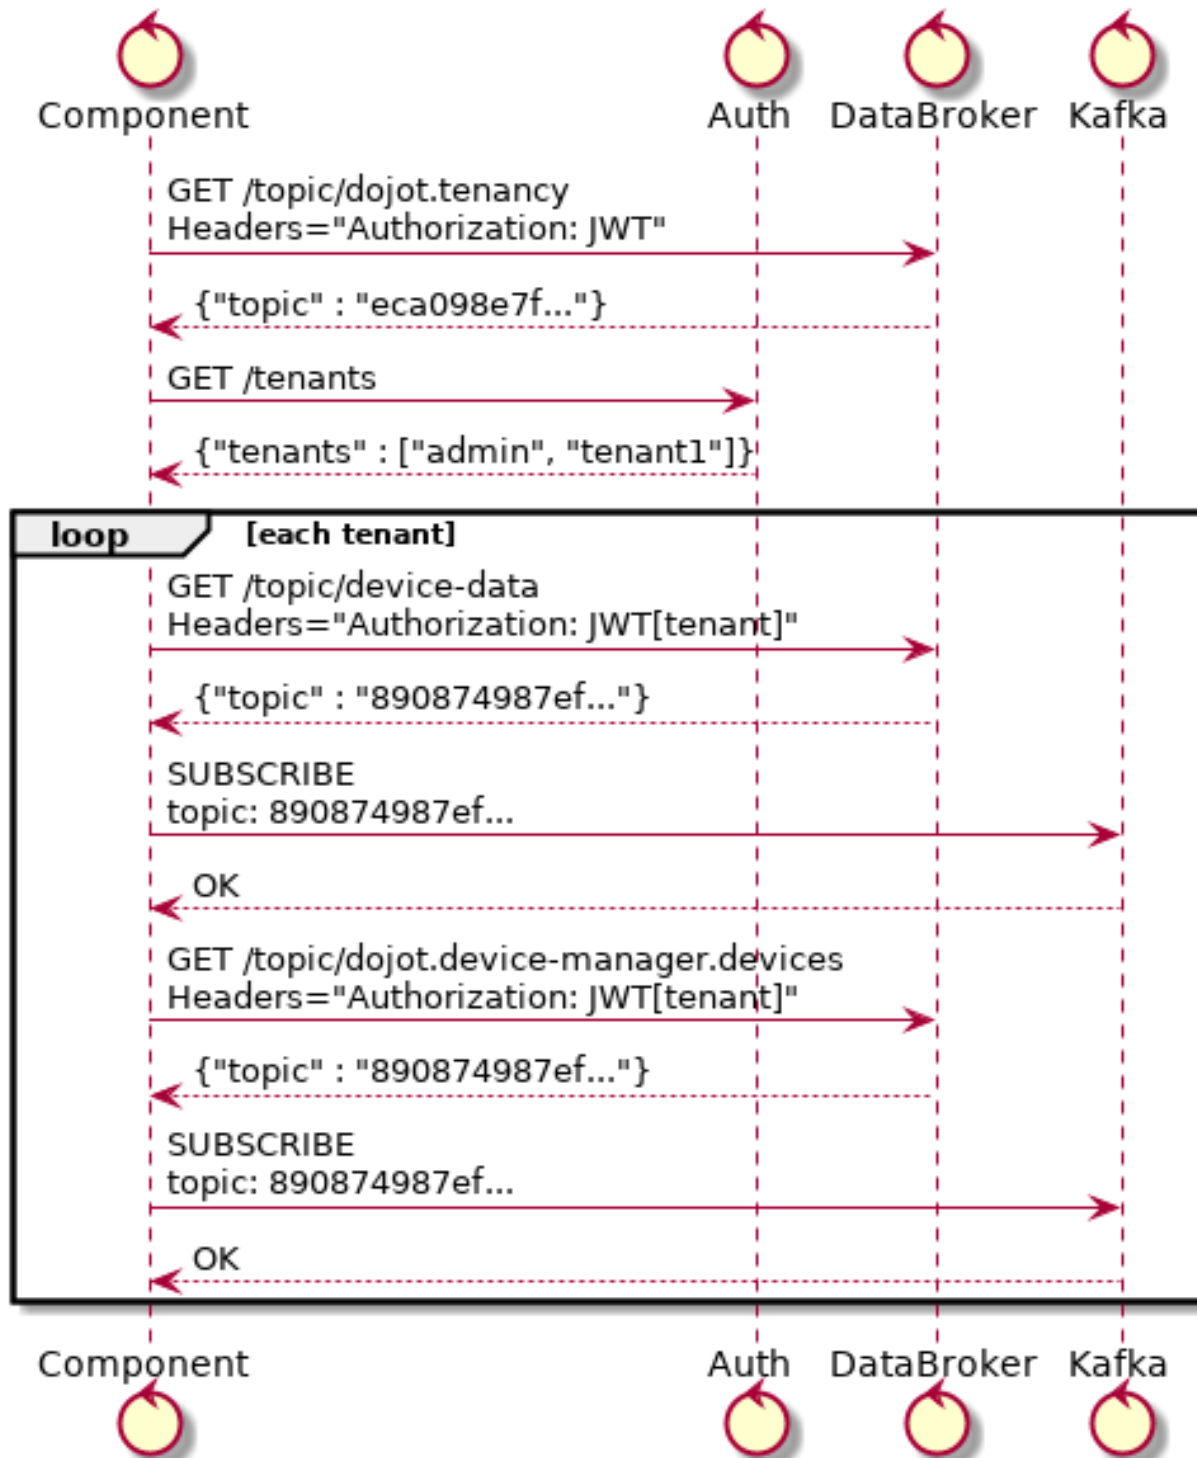 Component Auth DataBroker Kafka
GET /topic/dojot.tenancy
Headers="Authorization: JWT"
{"topic" : "eca098e7f..."}
GET /tenants
{"tenants" : ["admin", "tenant1"]}
loop [each tenant]
GET /topic/device-data
Headers="Authorization: JWT[tenant]"
{"topic" : "890874987ef..."}
SUBSCRIBE
topic: 890874987ef...
OK
GET /topic/dojot.device-manager.devices
Headers="Authorization: JWT[tenant]"
{"topic" : "890874987ef..."}
SUBSCRIBE
topic: 890874987ef...
OK
Component Auth DataBroker Kafka